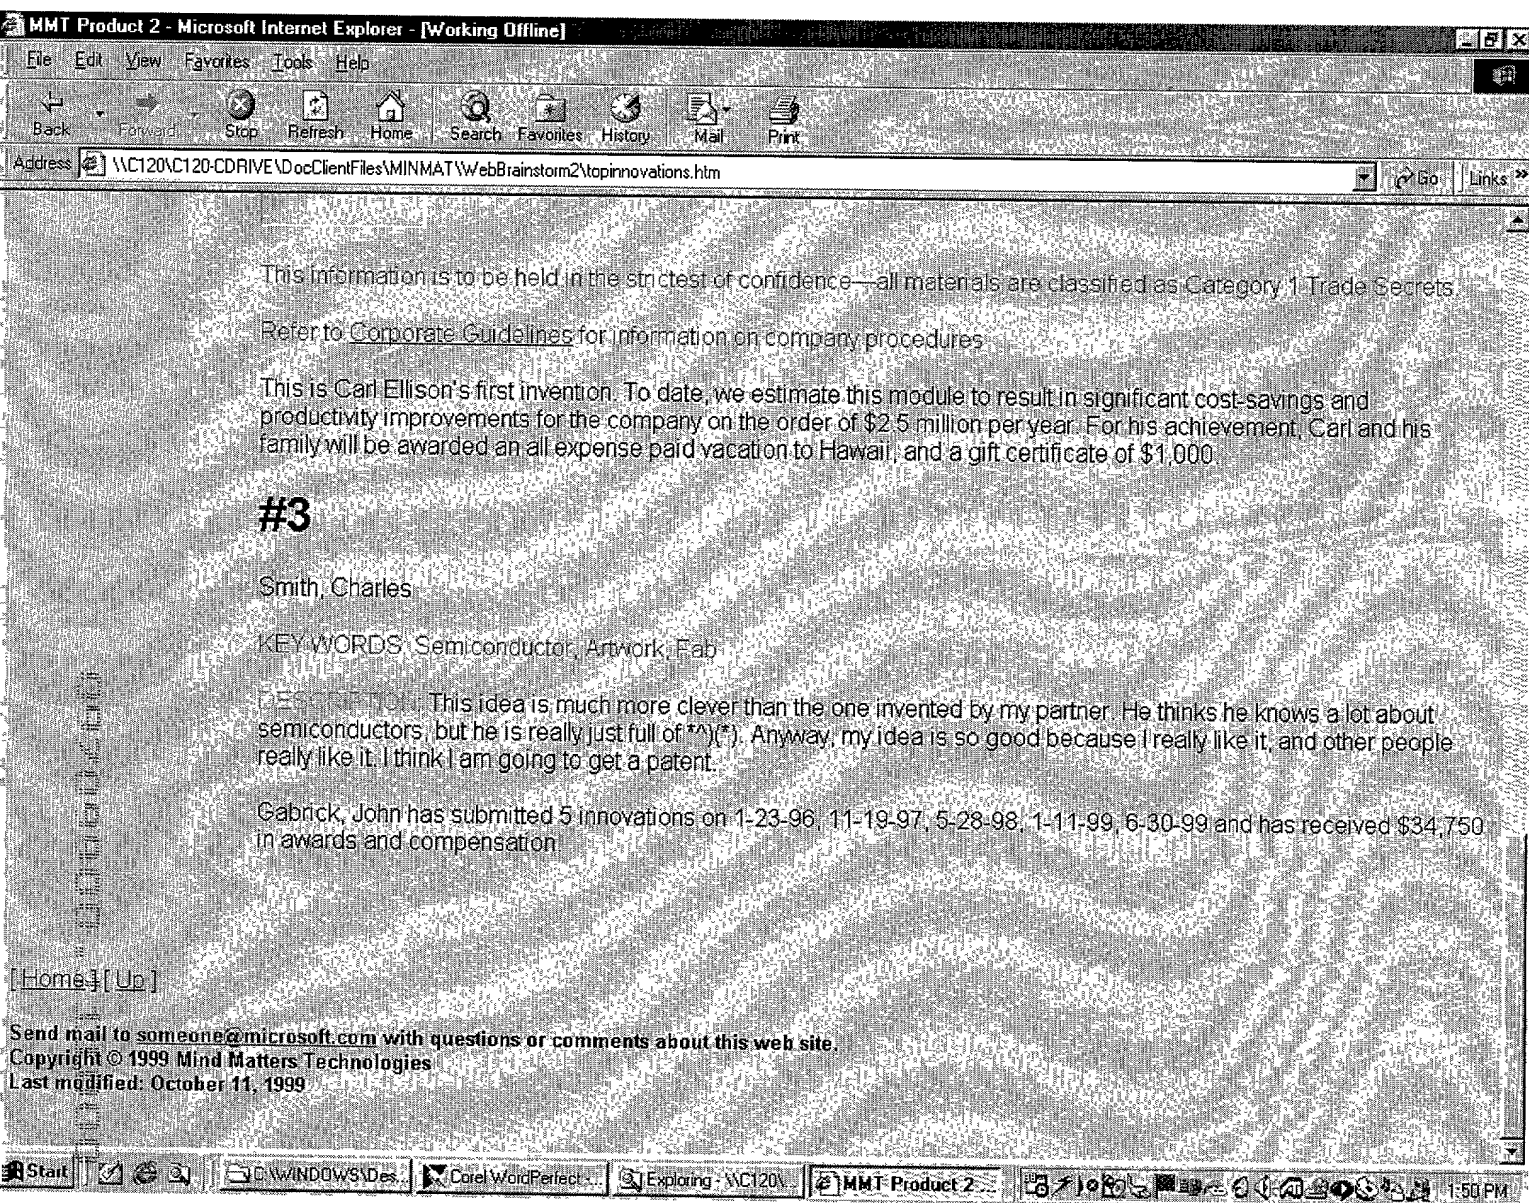 MMT Product 2 - Microsoft Internet Explorer - [Working Offline]
File Edit View Favorites Tools Help
Back Forward Stop Refresh Home Search Favorites History Mail Print
Address \\C120\C120-CDRIVE\DocClientFiles\MINMAT\WebBrainstorm2\topinnovations.htm Go Links »
This information is to be held in the strictest of confidence—all materials are classified as Category 1 Trade Secrets
Refer to Corporate Guidelines for information on company procedures
This is Carl Ellison's first invention. To date, we estimate this module to result in significant cost-savings and
productivity improvements for the company on the order of $2.5 million per year. For his achievement, Carl and his
family will be awarded an all expense paid vacation to Hawaii, and a gift certificate of $1,000
#3
Smith, Charles
KEY WORDS: Semiconductor, Artwork, Fab
DESCRIPTION: This idea is much more clever than the one invented by my partner. He thinks he knows a lot about
semiconductors, but he is really just full of *^)(*). Anyway, my idea is so good because I really like it, and other people
really like it. I think I am going to get a patent.
Gabrick, John has submitted 5 innovations on 1-23-96, 11-19-97, 5-28-98, 1-11-99, 6-30-99 and has received $34,750
in awards and compensation
[ Home ] [ Up ]
Send mail to someone@microsoft.com with questions or comments about this web site.
Copyright © 1999 Mind Matters Technologies
Last modified: October 11, 1999
Start C:\WINDOWS\Des... Corel WordPerfect -... Exploring - \\C120\... MMT Product 2 ... 1:50 PM